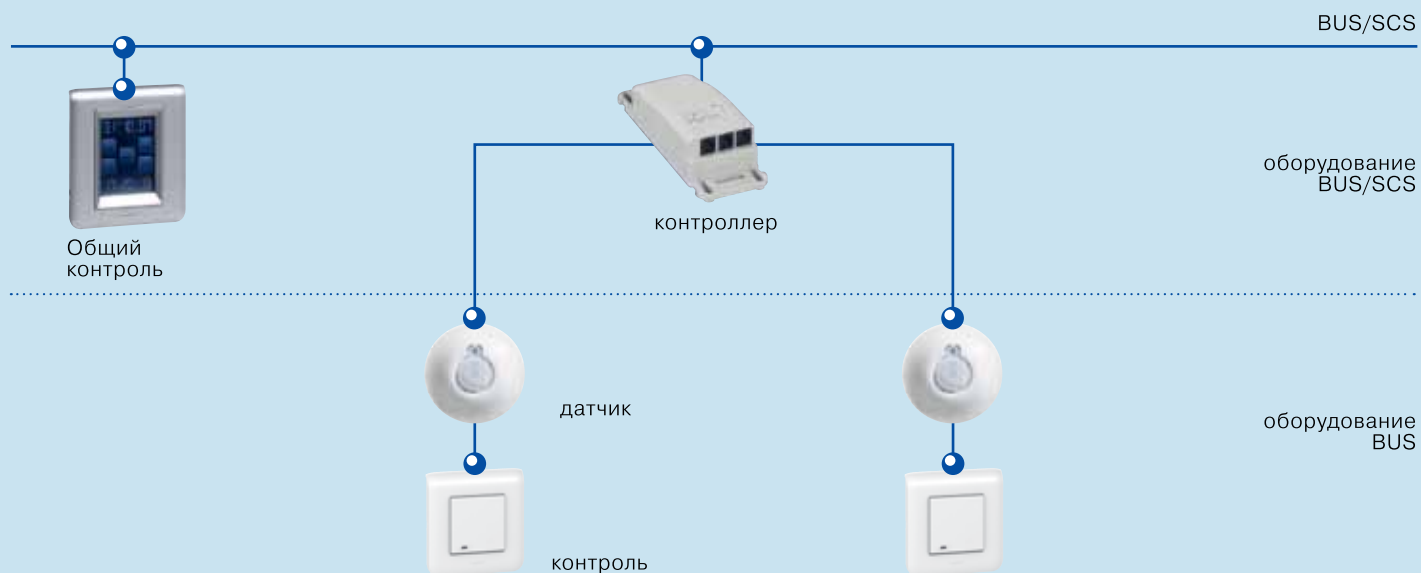 BUS/SCS
оборудование
BUS/SCS
контроллер
Общий
контроль
датчик
оборудование
BUS
контроль